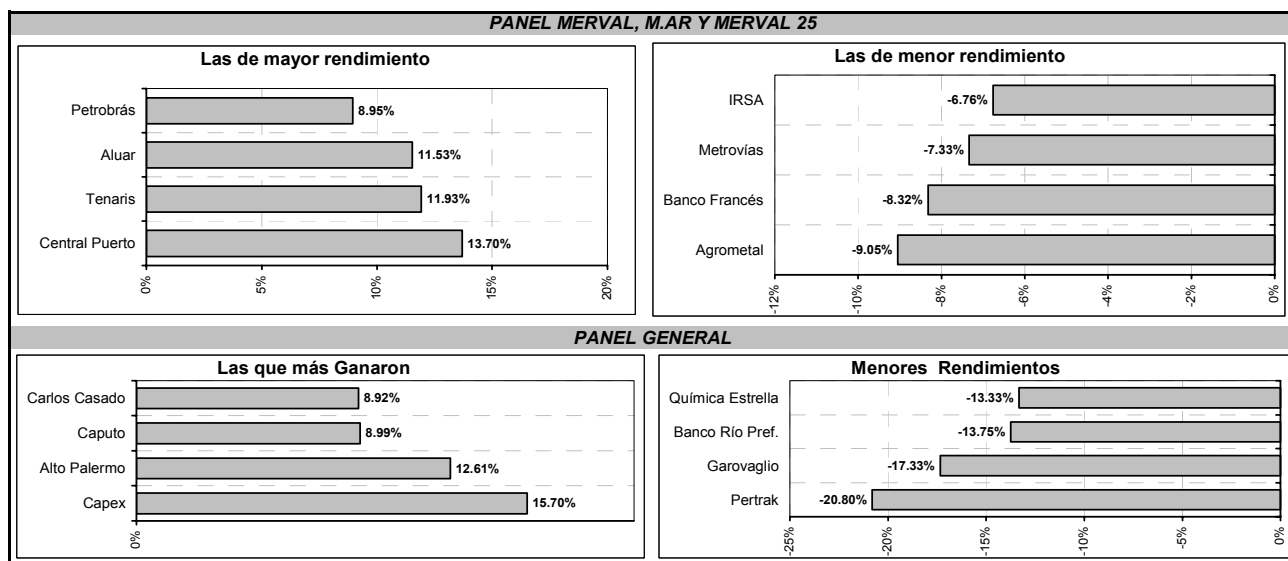 PANEL MERVAL, M.AR Y MERVAL 25
Las de mayor rendimiento
Petrobrás
8.95%
Aluar
11.53%
Tenaris
11.93%
Central Puerto
13.70%
0%
5%
10%
15%
20%
Las de menor rendimiento
IRSA
-6.76%
Metrovías
-7.33%
Banco Francés
-8.32%
Agrometal
-9.05%
-12%
-10%
-8%
-6%
-4%
-2%
0%
PANEL GENERAL
Las que más Ganaron
Carlos Casado
8.92%
Caputo
8.99%
Alto Palermo
12.61%
Capex
15.70%
0%
Menores Rendimientos
Química Estrella
-13.33%
Banco Río Pref.
-13.75%
Garovaglio
-17.33%
Pertrak
-20.80%
-25%
-20%
-15%
-10%
-5%
0%